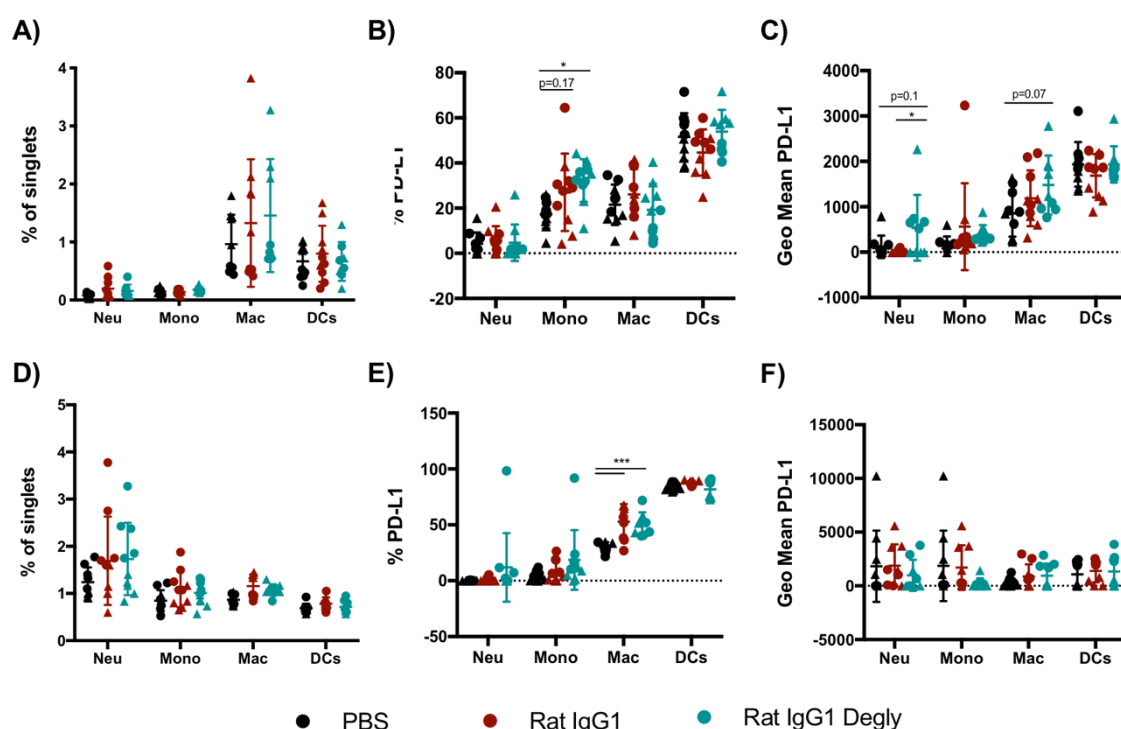 A)
% of singlets
4
3
2
1
0
Neu Mono Mac DCs
B)
% PD-L1
80
60
40
20
0
-20
*
p=0.17
Neu Mono Mac DCs
C)
Geo Mean PD-L1
4000
3000
2000
1000
0
-1000
p=0.1
*
p=0.07
Neu Mono Mac DCs
D)
% of singlets
5
4
3
2
1
0
Neu Mono Mac DCs
E)
% PD-L1
150
100
50
0
-50
***
Neu Mono Mac DCs
F)
Geo Mean PD-L1
15000
10000
5000
0
-5000
Neu Mono Mac DCs
PBS Rat IgG1 Rat IgG1 Degly